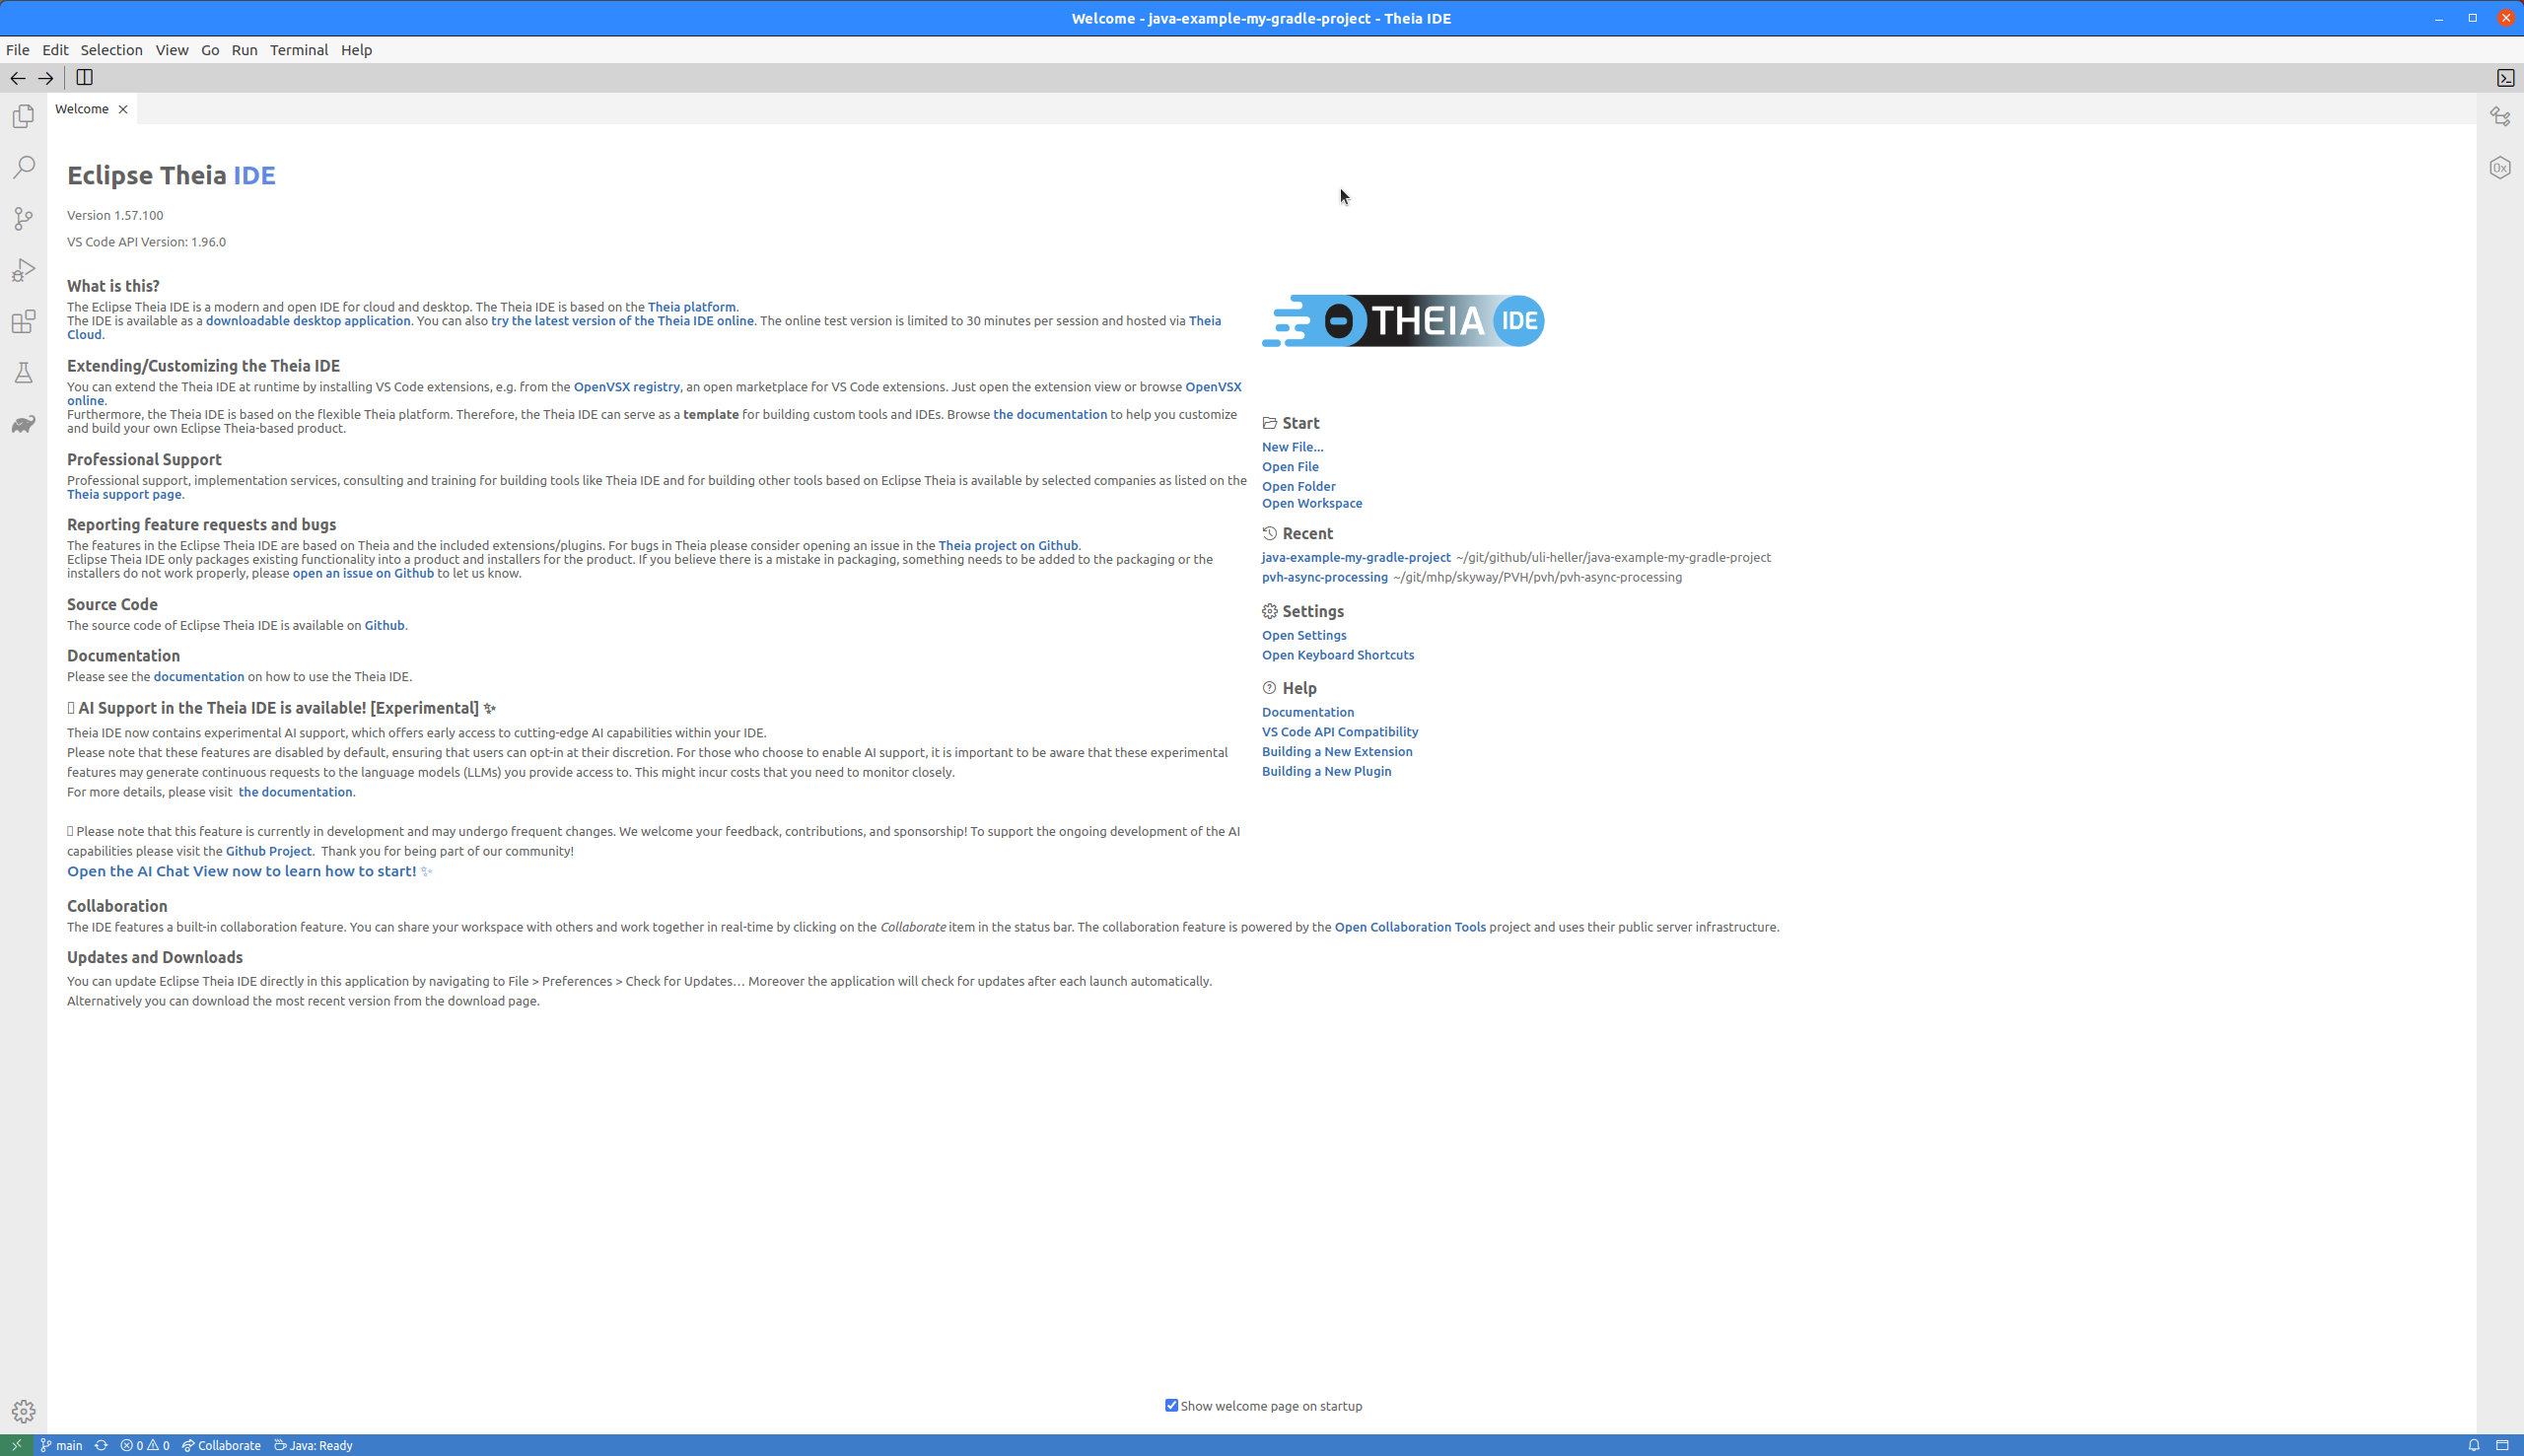 Welcome - java-example-my-gradle-project - Theia IDE
File Edit Selection View Go Run Terminal Help
Welcome
Eclipse Theia IDE
Version 1.57.100
VS Code API Version: 1.96.0
What is this?
The Eclipse Theia IDE is a modern and open IDE for cloud and desktop. The Theia IDE is based on the Theia platform.
The IDE is available as a downloadable desktop application. You can also try the latest version of the Theia IDE online. The online test version is limited to 30 minutes per session and hosted via Theia
Cloud.
Extending/Customizing the Theia IDE
You can extend the Theia IDE at runtime by installing VS Code extensions, e.g. from the OpenVSX registry, an open marketplace for VS Code extensions. Just open the extension view or browse OpenVSX
online.
Furthermore, the Theia IDE is based on the flexible Theia platform. Therefore, the Theia IDE can serve as a template for building custom tools and IDEs. Browse the documentation to help you customize
and build your own Eclipse Theia-based product.
Professional Support
Professional support, implementation services, consulting and training for building tools like Theia IDE and for building other tools based on Eclipse Theia is available by selected companies as listed on the
Theia support page.
Reporting feature requests and bugs
The features in the Eclipse Theia IDE are based on Theia and the included extensions/plugins. For bugs in Theia please consider opening an issue in the Theia project on Github.
Eclipse Theia IDE only packages existing functionality into a product and installers for the product. If you believe there is a mistake in packaging, something needs to be added to the packaging or the
installers do not work properly, please open an issue on Github to let us know.
Source Code
The source code of Eclipse Theia IDE is available on Github.
Documentation
Please see the documentation on how to use the Theia IDE.
AI Support in the Theia IDE is available! [Experimental] ✨
Theia IDE now contains experimental AI support, which offers early access to cutting-edge AI capabilities within your IDE.
Please note that these features are disabled by default, ensuring that users can opt-in at their discretion. For those who choose to enable AI support, it is important to be aware that these experimental
features may generate continuous requests to the language models (LLMs) you provide access to. This might incur costs that you need to monitor closely.
For more details, please visit the documentation.
Please note that this feature is currently in development and may undergo frequent changes. We welcome your feedback, contributions, and sponsorship! To support the ongoing development of the AI
capabilities please visit the Github Project. Thank you for being part of our community!
Open the AI Chat View now to learn how to start! ✨
THEIA IDE
Start
New File...
Open File
Open Folder
Open Workspace
Recent
java-example-my-gradle-project ~/git/github/uli-heller/java-example-my-gradle-project
pvh-async-processing ~/git/mhp/skyway/PVH/pvh/pvh-async-processing
Settings
Open Settings
Open Keyboard Shortcuts
Help
Documentation
VS Code API Compatibility
Building a New Extension
Building a New Plugin
0x
Collaboration
The IDE features a built-in collaboration feature. You can share your workspace with others and work together in real-time by clicking on the Collaborate item in the status bar. The collaboration feature is powered by the Open Collaboration Tools project and uses their public server infrastructure.
Updates and Downloads
You can update Eclipse Theia IDE directly in this application by navigating to File > Preferences > Check for Updates… Moreover the application will check for updates after each launch automatically.
Alternatively you can download the most recent version from the download page.
Show welcome page on startup
main 0 0 Collaborate Java: Ready